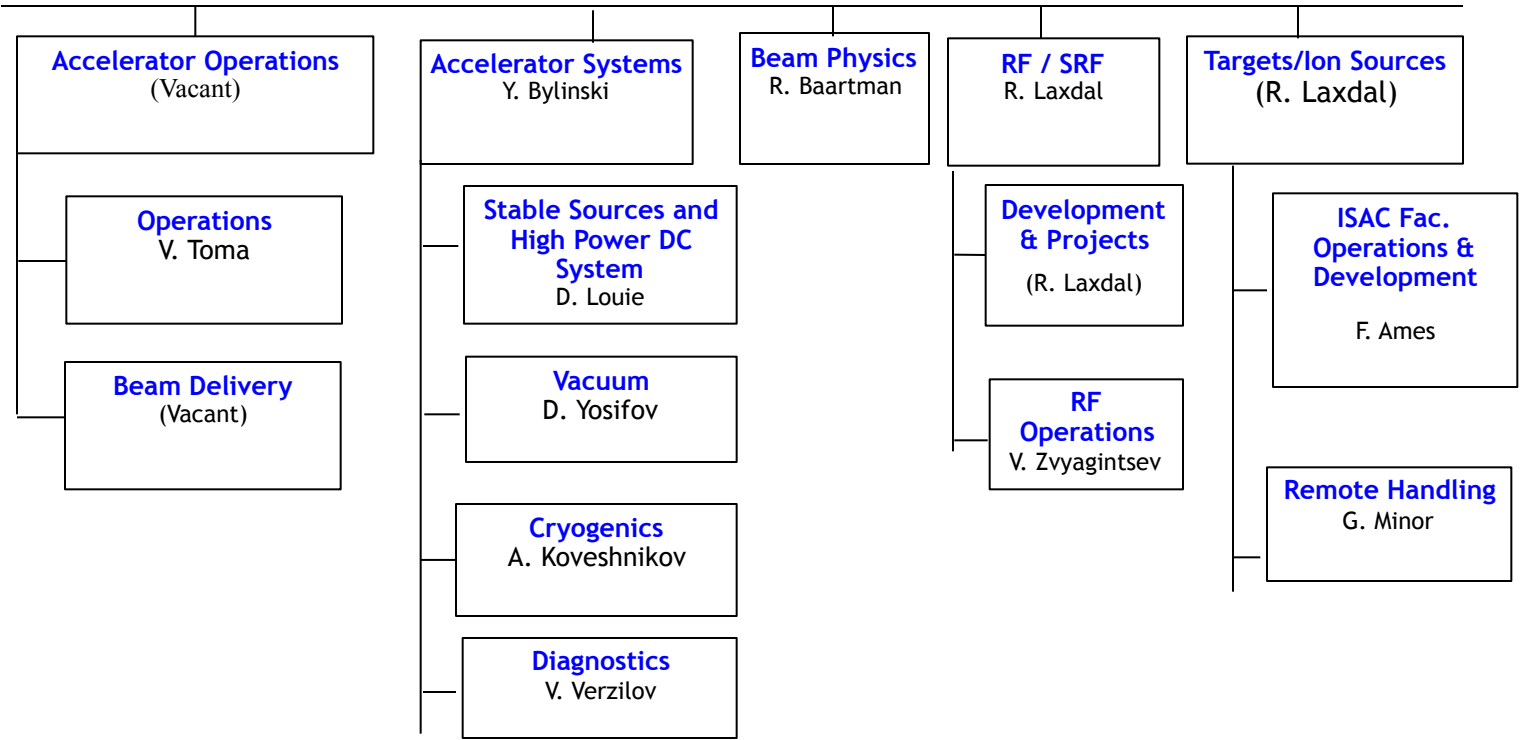 Accelerator Operations
(Vacant)
Operations
V. Toma
Beam Delivery
(Vacant)
Accelerator Systems
Y. Bylinski
Stable Sources and
High Power DC
System
D. Louie
Vacuum
D. Yosifov
Cryogenics
A. Koveshnikov
Diagnostics
V. Verzilov
Beam Physics
R. Baartman
RF / SRF
R. Laxdal
Development
& Projects
(R. Laxdal)
RF
Operations
V. Zvyagintsev
Targets/Ion Sources
(R. Laxdal)
ISAC Fac.
Operations &
Development
F. Ames
Remote Handling
G. Minor